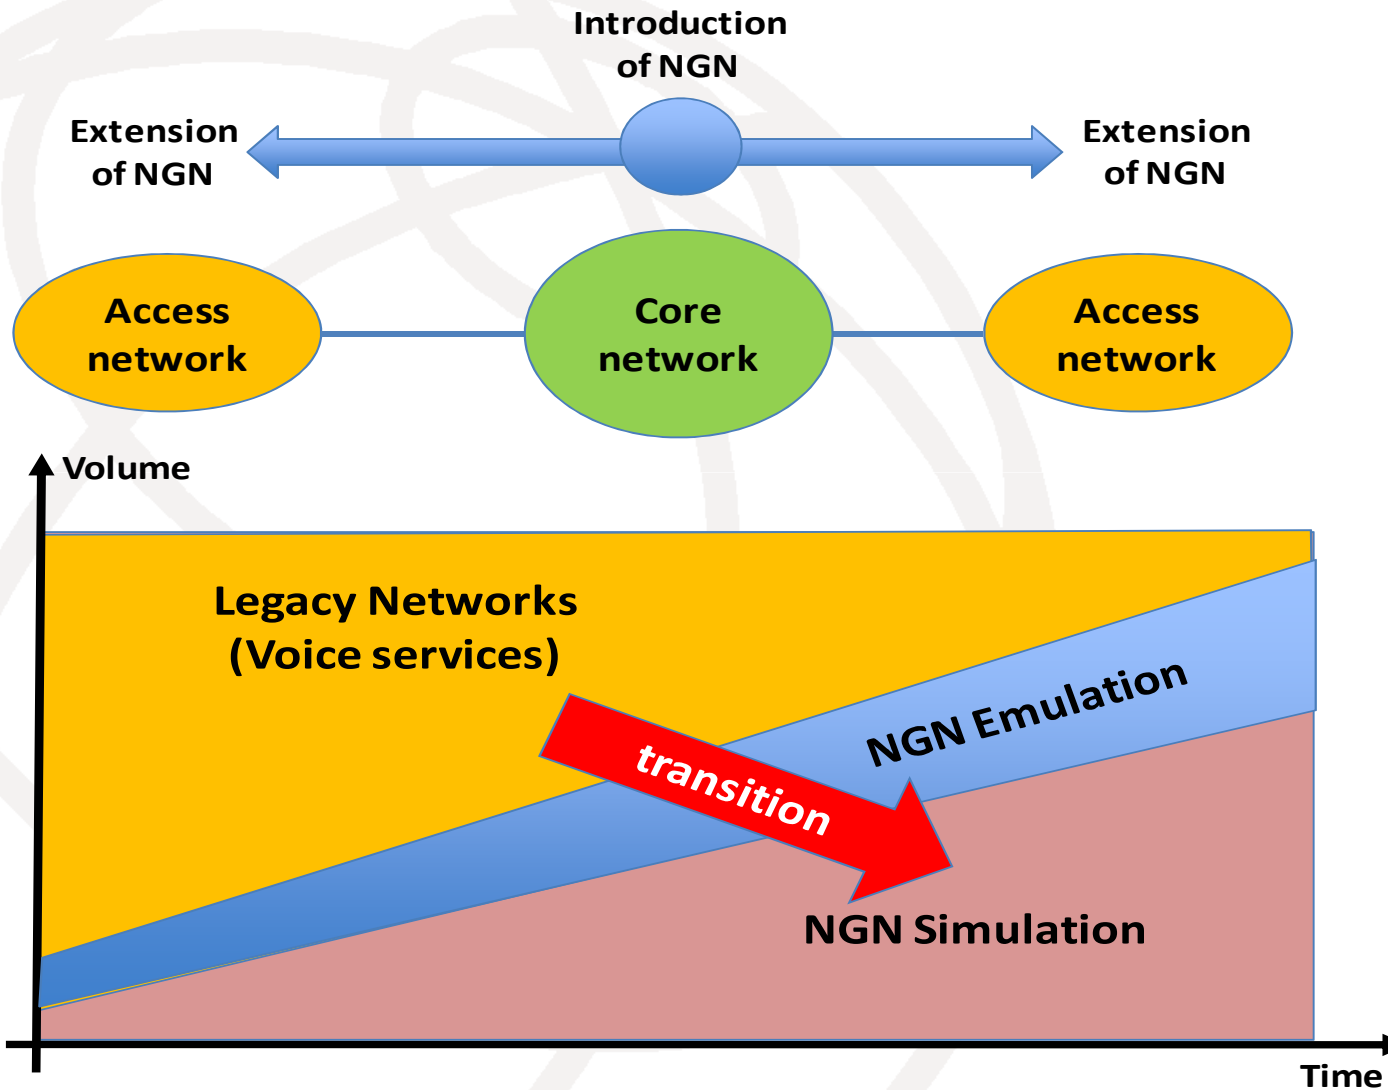 Introduction
of NGN
Extension
of NGN
Extension
of NGN
Access
network
Core
network
Access
network
Volume
Legacy Networks
(Voice services)
transition
NGN Emulation
NGN Simulation
Time